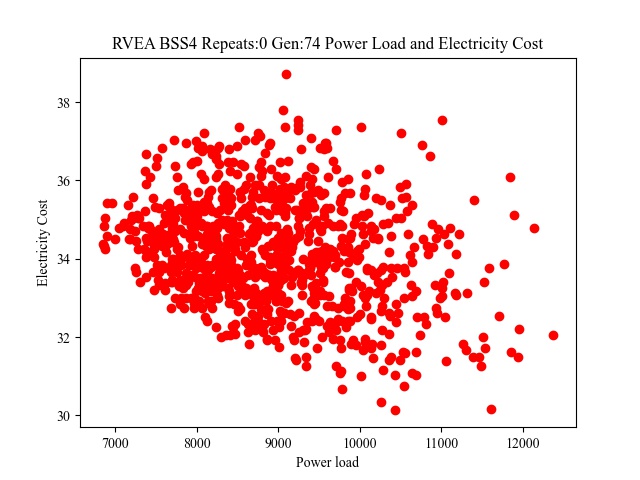 RVEA BSS4 Repeats:0 Gen:74 Power Load and Electricity Cost
38
36
34
32
30
Electricity Cost
7000 8000 9000 10000 11000 12000
Power load